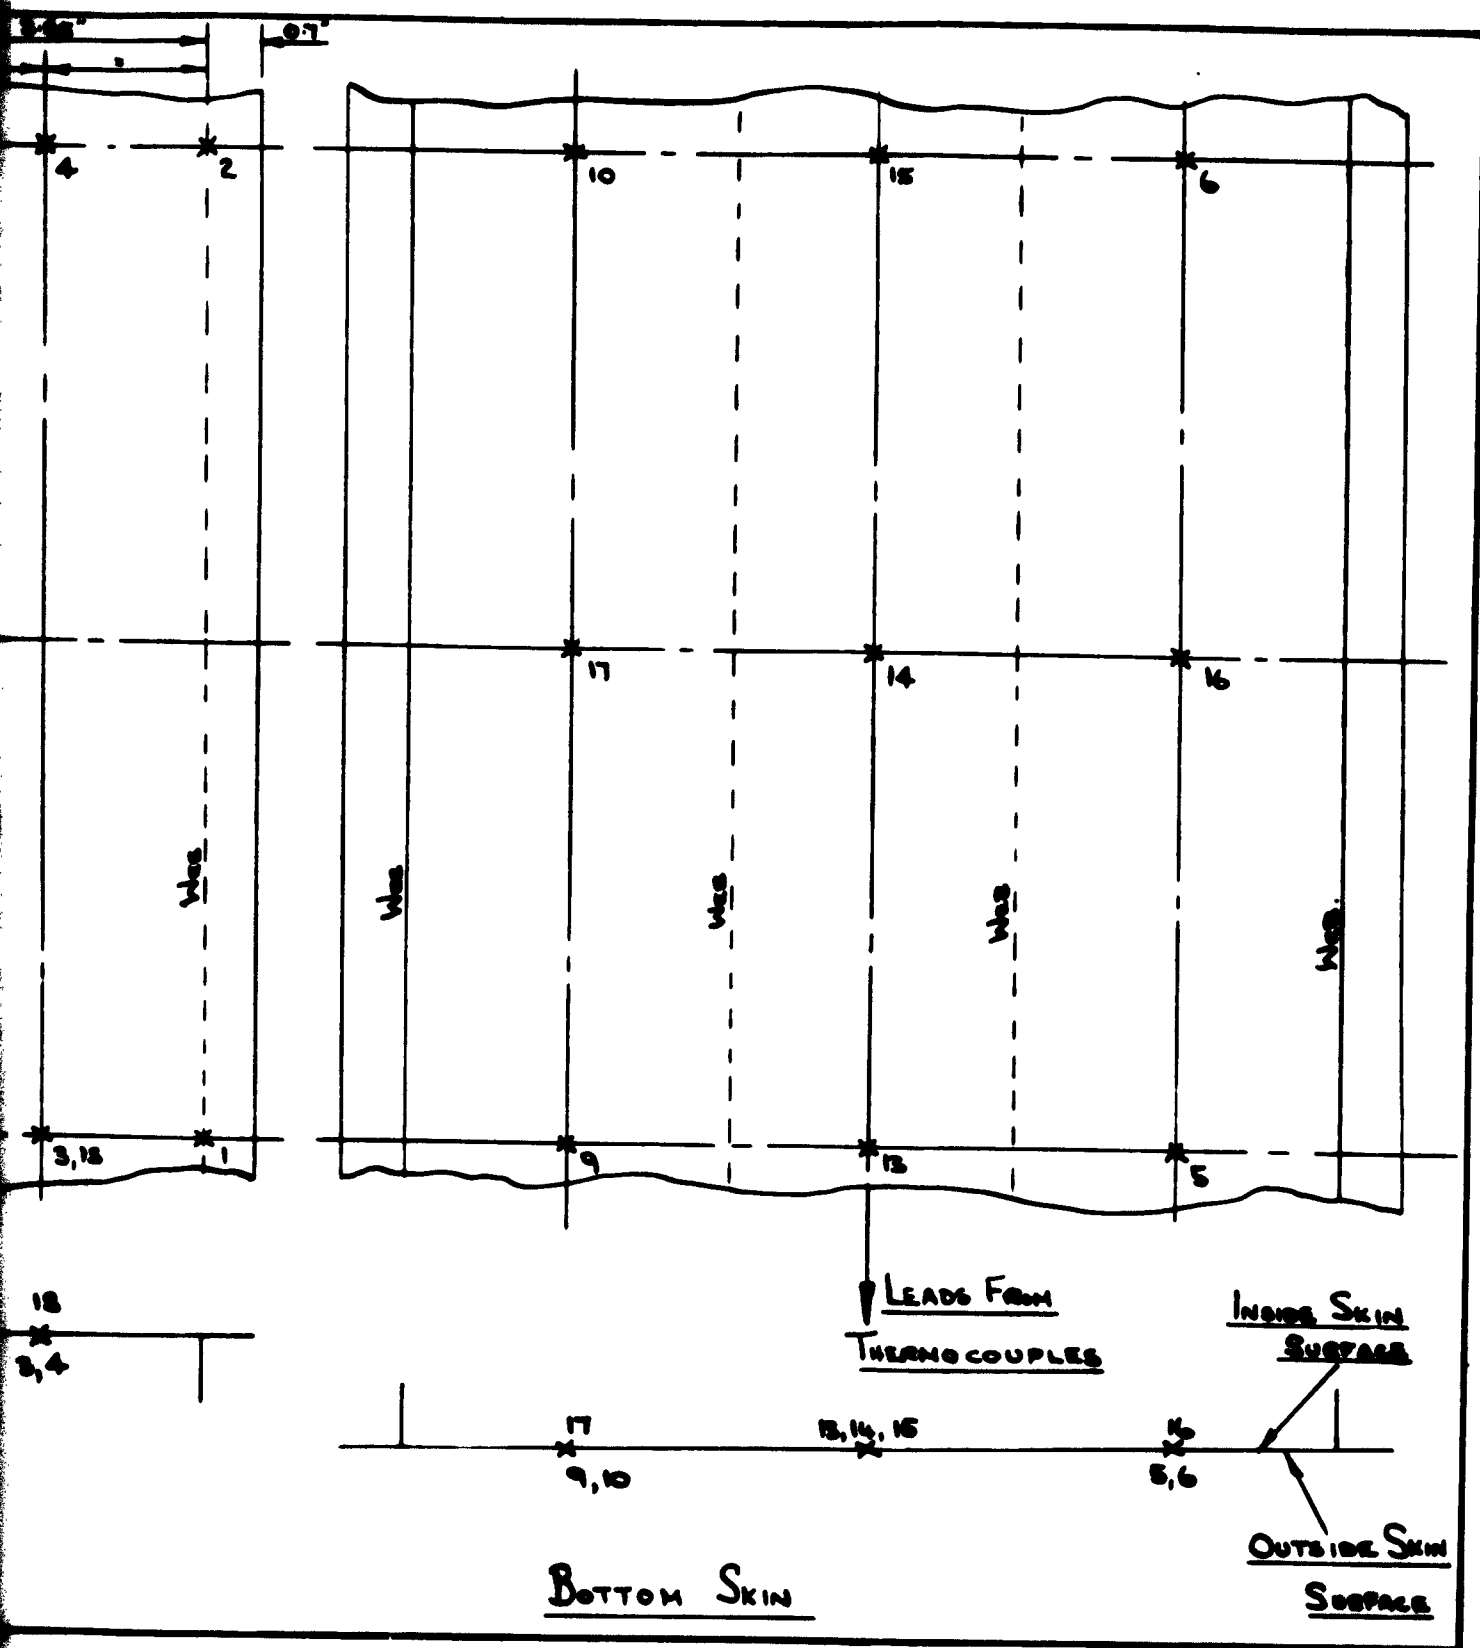 0.7"
=
4
2
10
15
6
17
14
16
WEB
WEB
WEB
WEB
WEB.
3,18
1
9
13
5
18
3,4
LEADS FROM
THERMOCOUPLES
INSIDE SKIN
SURFACE
17
13,14,15
16
9,10
5,6
OUTSIDE SKIN
SURFACE
BOTTOM SKIN